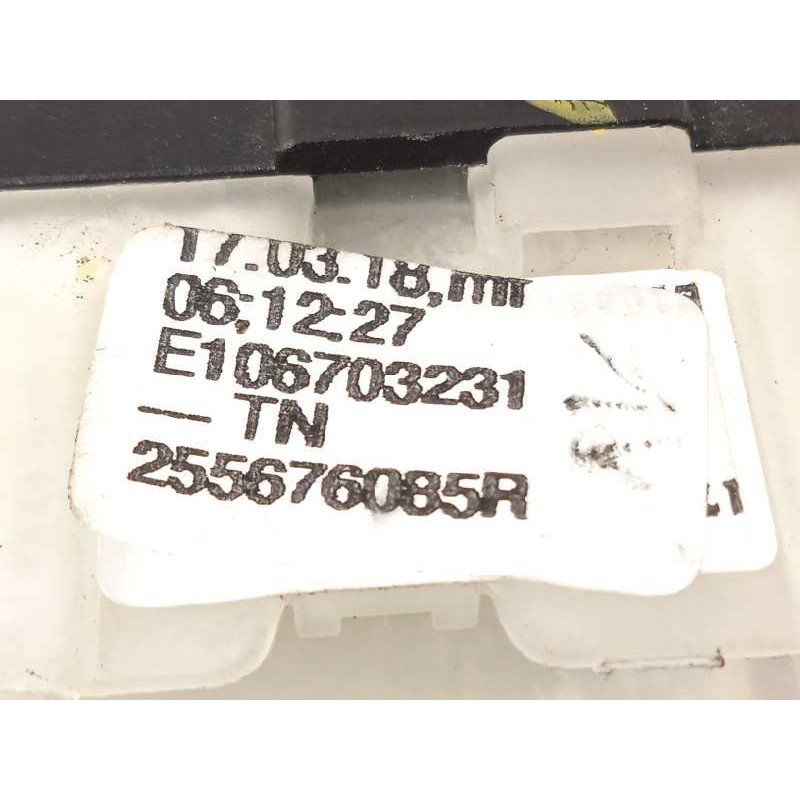 17.03.18,mr
06:12:27
E106703231
— TN
255676085R